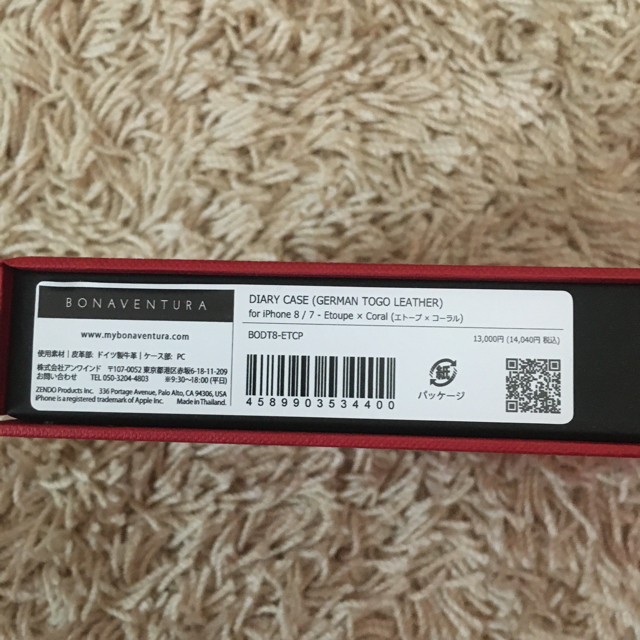 BONAVENTURA
www.mybonaventura.com
使用素材 | 皮革部: ドイツ製牛革 | ケース部: PC
株式会社アンワインド 〒107-0052 東京都港区赤坂6-18-11-209
お問い合わせ TEL 050-3204-4803 ※9:30~18:00 (平日)
ZENDO Products Inc. 336 Portage Avenue, Palo Alto, CA 94306, USA
iPhone is a registered trademark of Apple Inc. Made in Thailand.
DIARY CASE (GERMAN TOGO LEATHER)
for iPhone 8 / 7 - Etoupe × Coral (エトープ × コーラル)
BODT8-ETCP 13,000円 (14,040円 税込)
4589903534400
紙
パッケージ